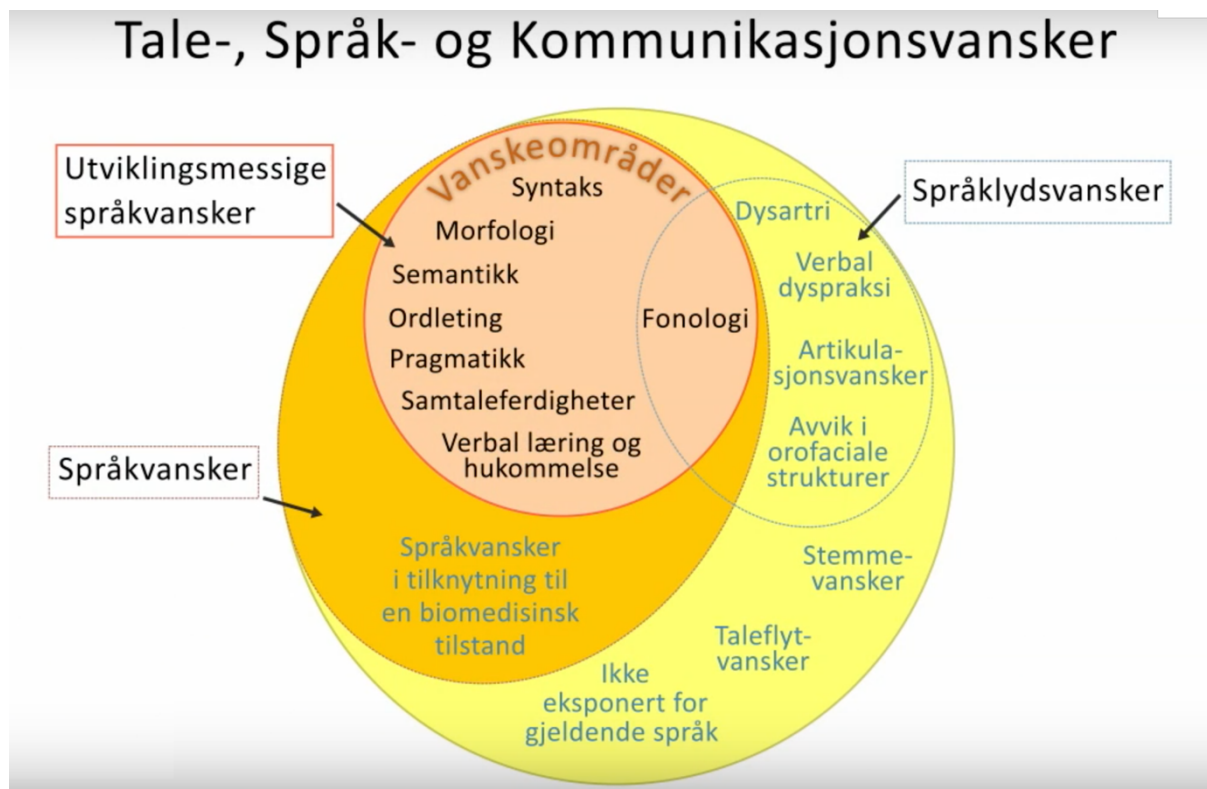 Tale-, Språk- og Kommunikasjonsvansker
Utviklingsmessige
språkvansker
Vanskeområder
Syntaks
Morfologi
Semantikk
Ordleting
Pragmatikk
Samtaleferdigheter
Verbal læring og
hukommelse
Fonologi
Språklydsvansker
Dysartri
Verbal
dyspraksi
Artikula-
sjonsvansker
Avvik i
orofaciale
strukturer
Språkvansker
Språkvansker
i tilknytning til
en biomedisinsk
tilstand
Stemme-
vansker
Taleflyt-
vansker
Ikke
eksponert for
gjeldende språk